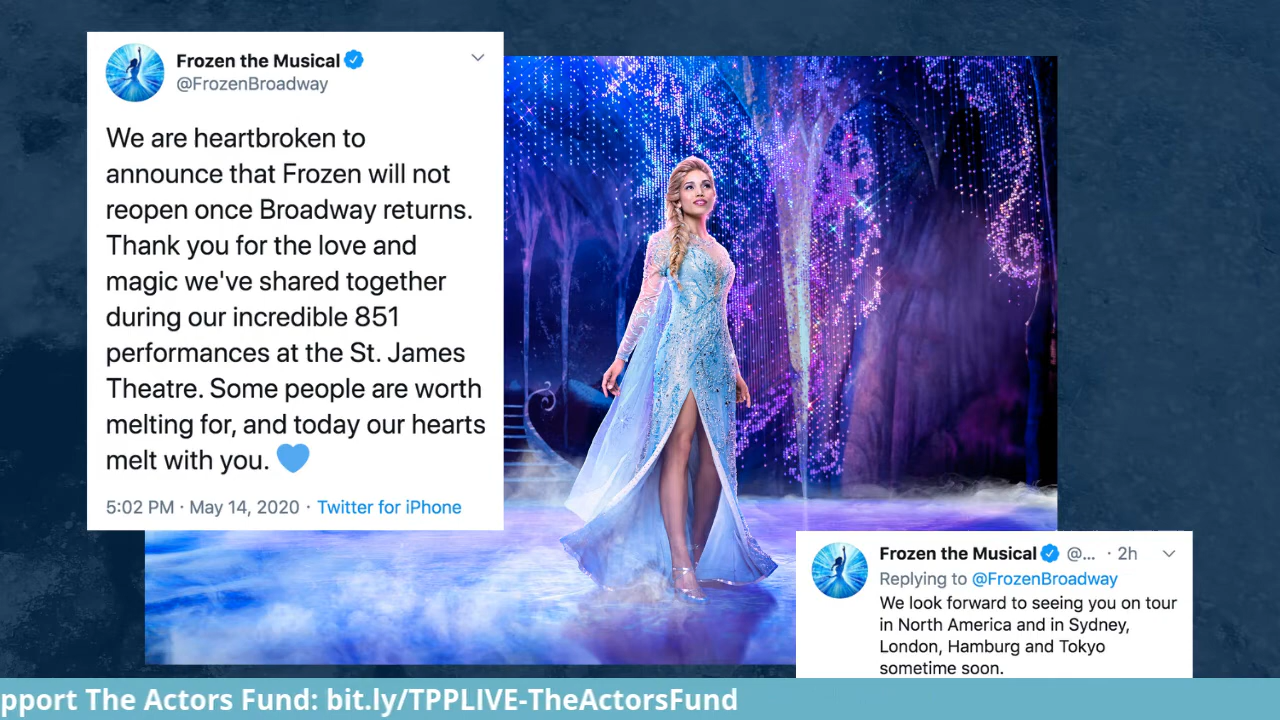 Frozen the Musical
@FrozenBroadway
We are heartbroken to
announce that Frozen will not
reopen once Broadway returns.
Thank you for the love and
magic we've shared together
during our incredible 851
performances at the St. James
Theatre. Some people are worth
melting for, and today our hearts
melt with you. 💙
5:02 PM · May 14, 2020 · Twitter for iPhone
Frozen the Musical @... · 2h
Replying to @FrozenBroadway
We look forward to seeing you on tour
in North America and in Sydney,
London, Hamburg and Tokyo
sometime soon.
pport The Actors Fund: bit.ly/TPPLIVE-TheActorsFund